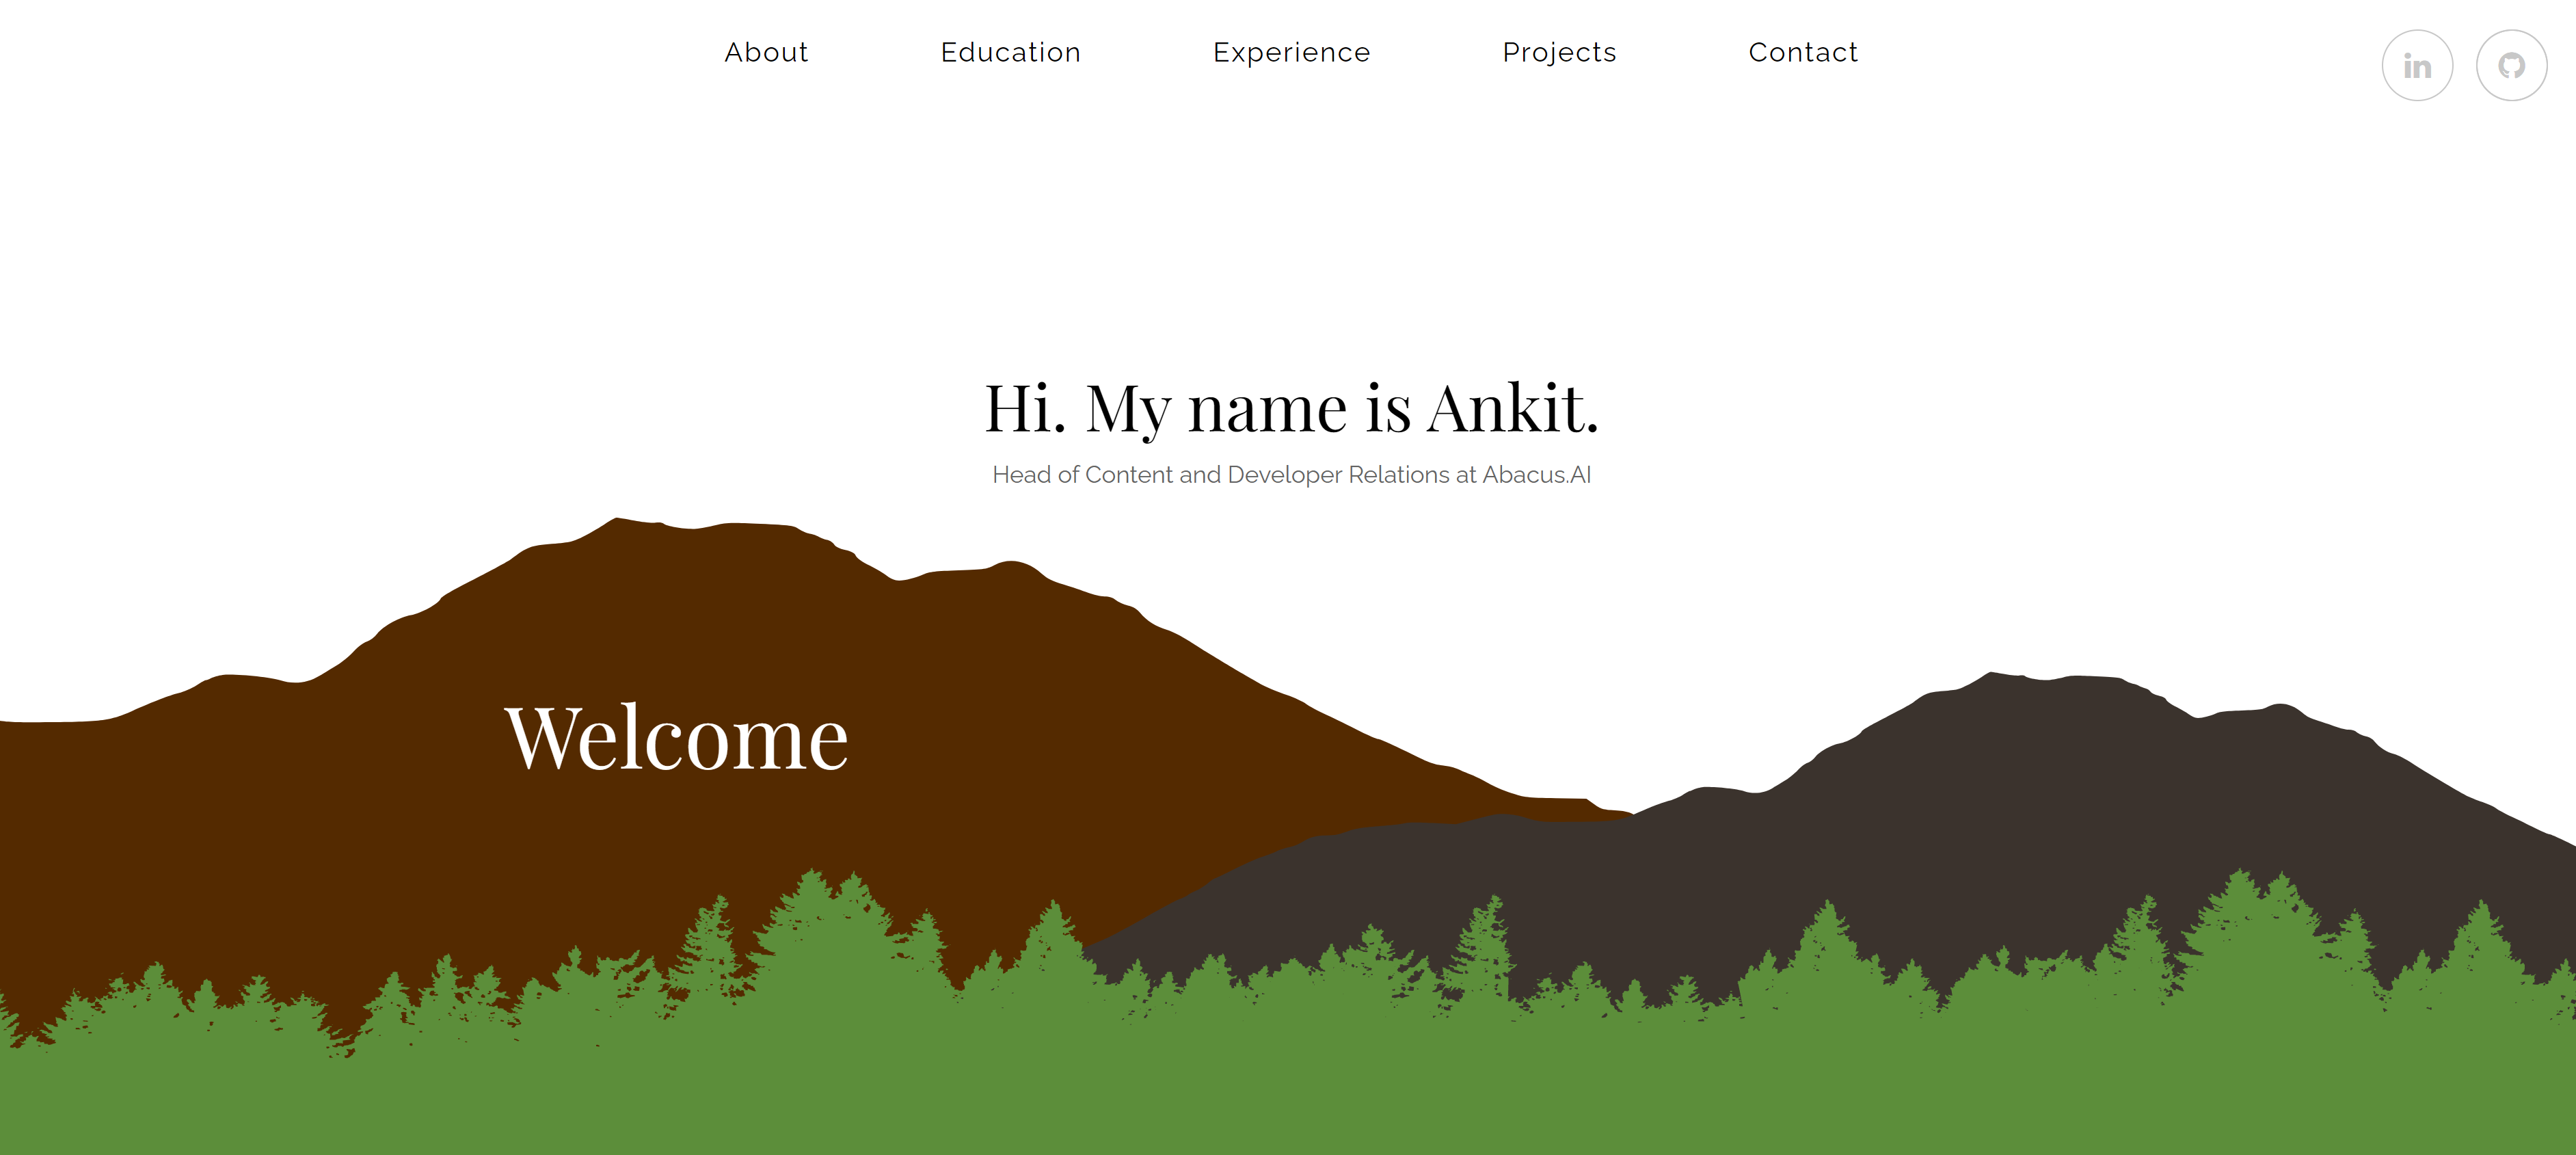 About Education Experience Projects Contact
in
Hi. My name is Ankit.
Head of Content and Developer Relations at Abacus.AI
Welcome